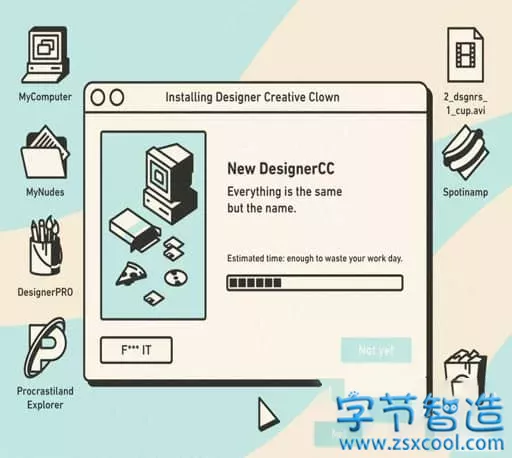 Installing Designer Creative Clown
MyComputer
MyNudes
DesignerPRO
Procrastiland
Explorer
New DesignerCC
Everything is the same
but the name.
Estimated time: enough to waste your work day.
F*** IT
Not yet
2_dsgnrs_
1_cup.avi
Spotinamp
字节智造
www.zsxcool.com